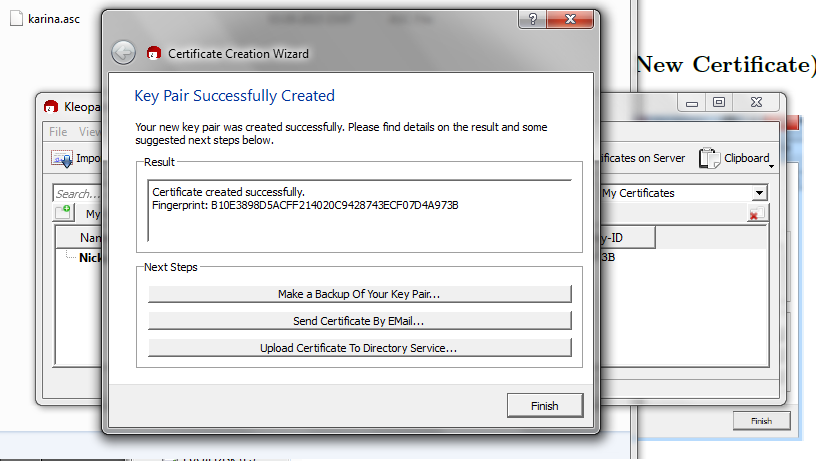 karina.asc
Certificate Creation Wizard
New Certificate)
Key Pair Successfully Created
Your new key pair was created successfully. Please find details on the result and some
suggested next steps below.
Result
Certificate created successfully.
Fingerprint: B10E3898D5ACFF214020C9428743ECF07D4A973B
Next Steps
Make a Backup Of Your Key Pair...
Send Certificate By EMail...
Upload Certificate To Directory Service...
Finish
Kleopa
File View
Impo
ificates on Server
Clipboard
Search...
My Certificates
My
Nam
y-ID
Nick
3B
Finish